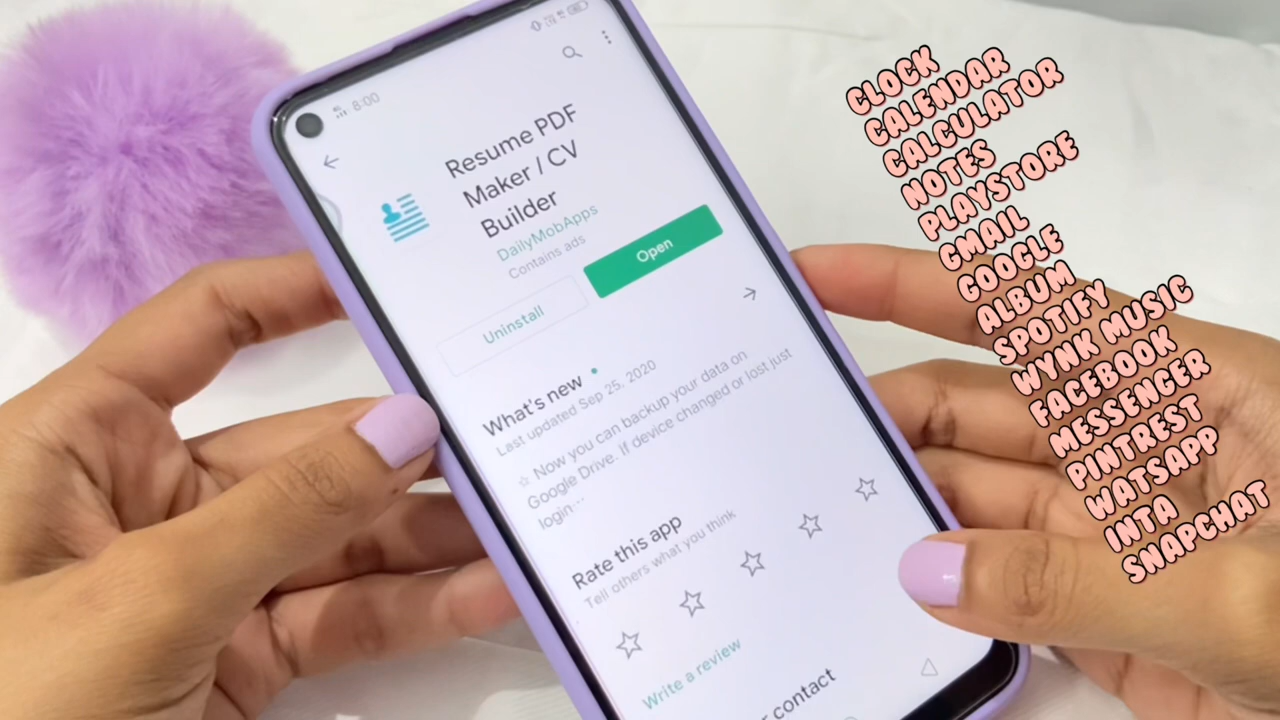 8:00
Resume PDF
Maker / CV
Builder
DailyMobApps
Contains ads
Uninstall
Open
What's new
Last updated Sep 25, 2020
☆ Now you can backup your data on
Google Drive. if device changed or lost just
login ··
Rate this app
Tell others what you think
Write a review
contact
CLOCK
CALENDAR
CALCULATOR
NOTES
PLAYSTORE
GMAIL
GOOGLE
ALBUM
SPOTIFY
WYNK MUSIC
FACEBOOK
MESSENGER
PINTREST
WATSAPP
INTA
SNAPCHAT